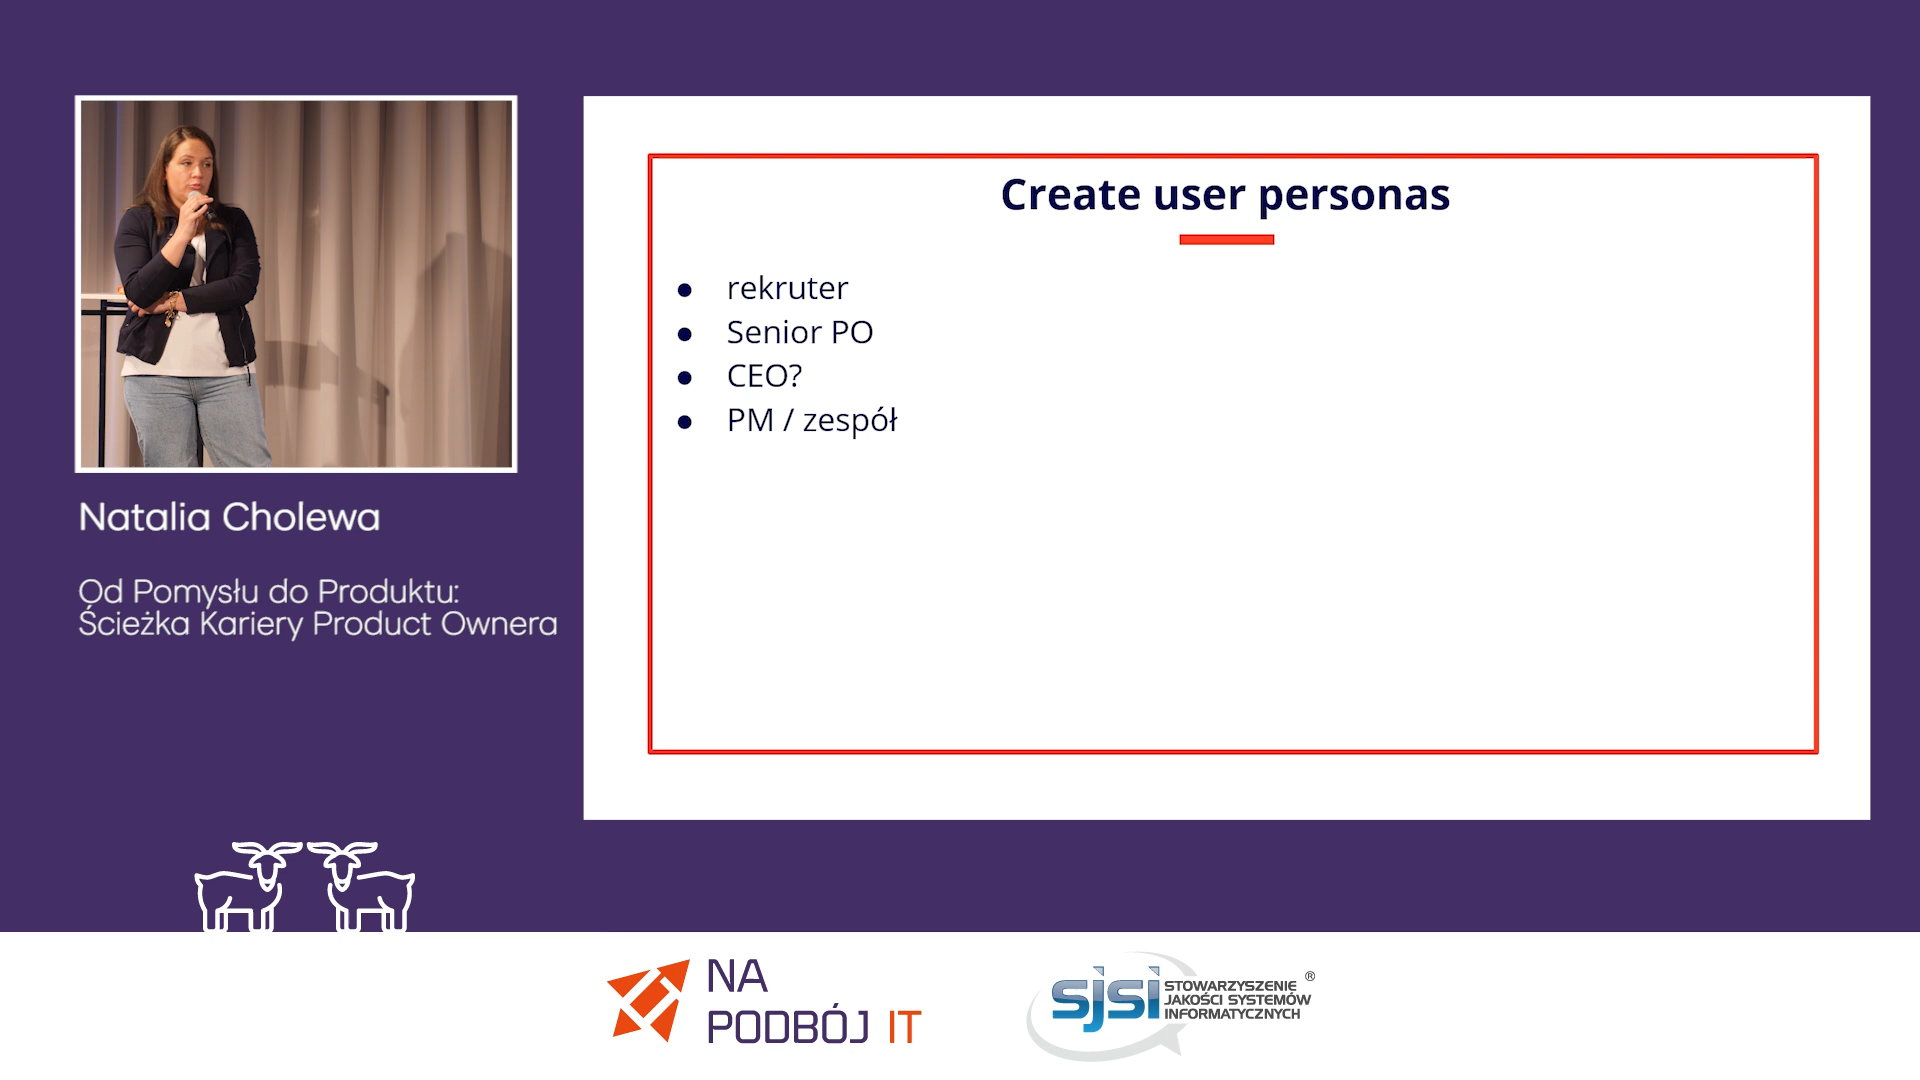 Create user personas
● rekruter
● Senior PO
● CEO?
● PM / zespół
Natalia Cholewa
Od Pomysłu do Produktu:
Ścieżka Kariery Product Ownera
NA
PODBÓJ IT
sjsi
STOWARZYSZENIE ®
JAKOŚCI SYSTEMÓW
INFORMATYCZNYCH